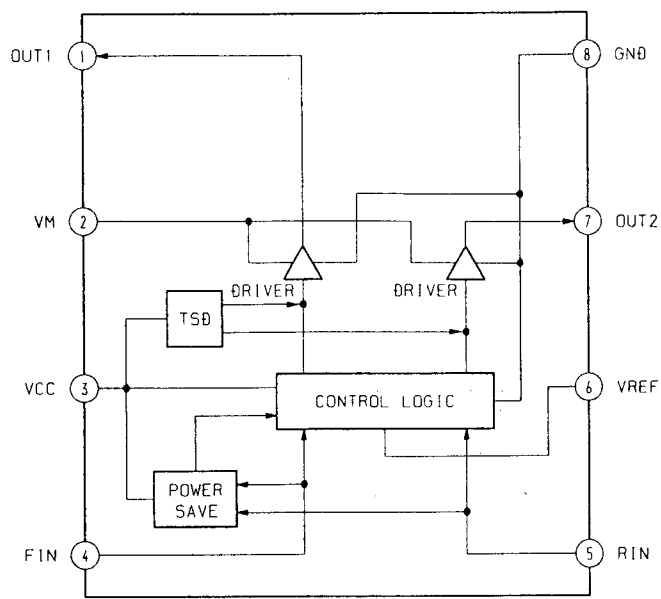 OUT1 1
8 GND
VM 2
7 OUT2
DRIVER
DRIVER
TSD
VCC 3
6 VREF
CONTROL LOGIC
POWER
SAVE
FIN 4
5 RIN